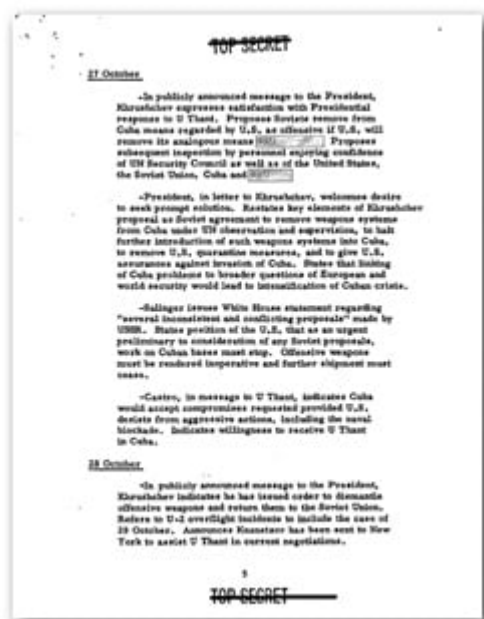 TOP SECRET
27 October
-In publicly announced message to the President,
Khrushchev expresses satisfaction with Presidential
response to U Thant. Proposes Soviets remove from
Cuba means regarded by U.S. as offensive if U.S. will
remove its analogous means Proposes
subsequent inspection by personnel enjoying confidence
of UN Security Council as well as of the United States,
the Soviet Union, Cuba and
-President, in letter to Khrushchev, welcomes desire
to seek prompt solution. Restates key elements of Khrushchev
proposal as Soviet agreement to remove weapons systems
from Cuba under UN observation and supervision, to halt
further introduction of such weapons systems into Cuba,
to remove U.S. quarantine measures, and to give U.S.
assurances against invasion of Cuba. States that linking
of Cuba problems to broader questions of European and
world security would lead to intensification of Cuban crisis.
-Salinger issues White House statement regarding
"several inconsistent and conflicting proposals" made by
USSR. States position of the U.S. that as an urgent
preliminary to consideration of any Soviet proposals,
work on Cuban bases must stop. Offensive weapons
must be rendered inoperative and further shipment must
cease.
-Castro, in message to U Thant, indicates Cuba
would accept compromises requested provided U.S.
desists from aggressive actions, including the naval
blockade. Indicates willingness to receive U Thant
in Cuba.
28 October
-In publicly announced message to the President,
Khrushchev indicates he has issued order to dismantle
offensive weapons and return them to the Soviet Union.
Refers to U-2 overflight incidents to include the case of
28 October. Announces Kuznetsov has been sent to New
York to assist U Thant in current negotiations.
TOP SECRET